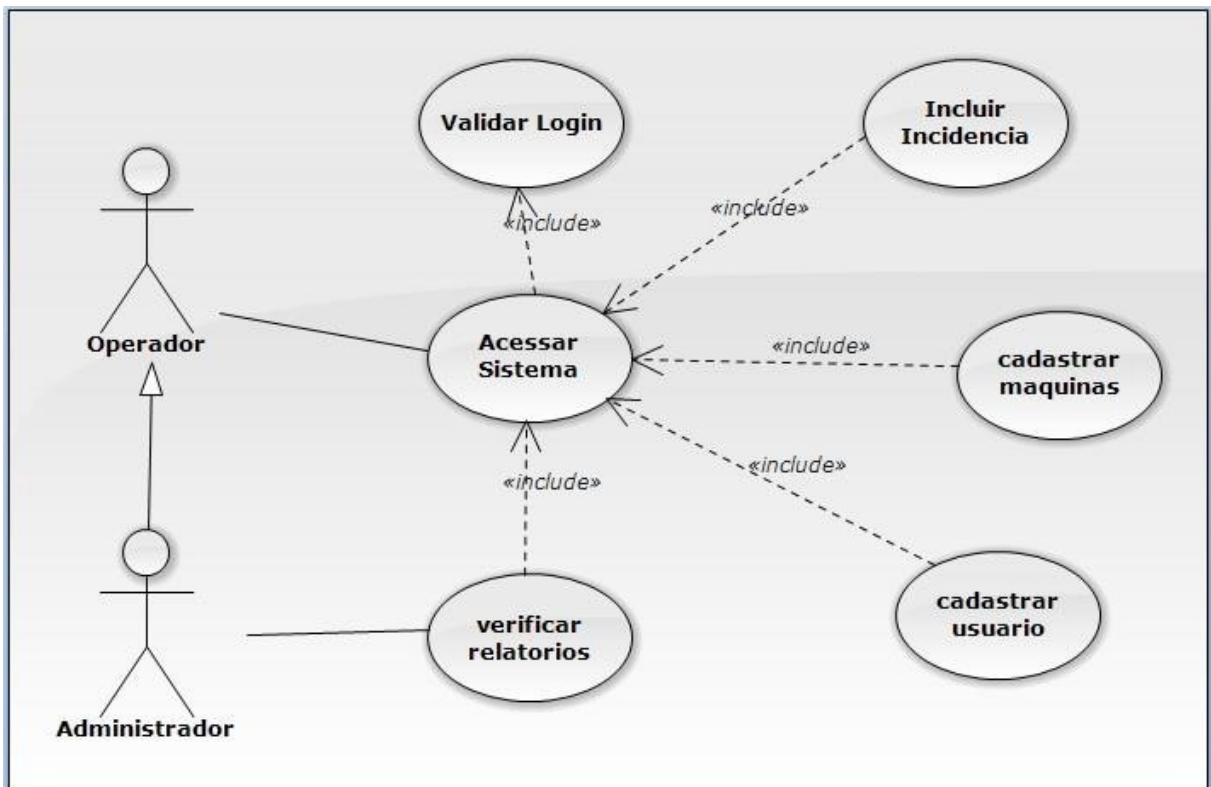 Validar Login
Incluir
Incidencia
«include»
«include»
Operador
Acessar
Sistema
«include»
cadastrar
maquinas
«include»
«include»
verificar
relatorios
cadastrar
usuario
Administrador